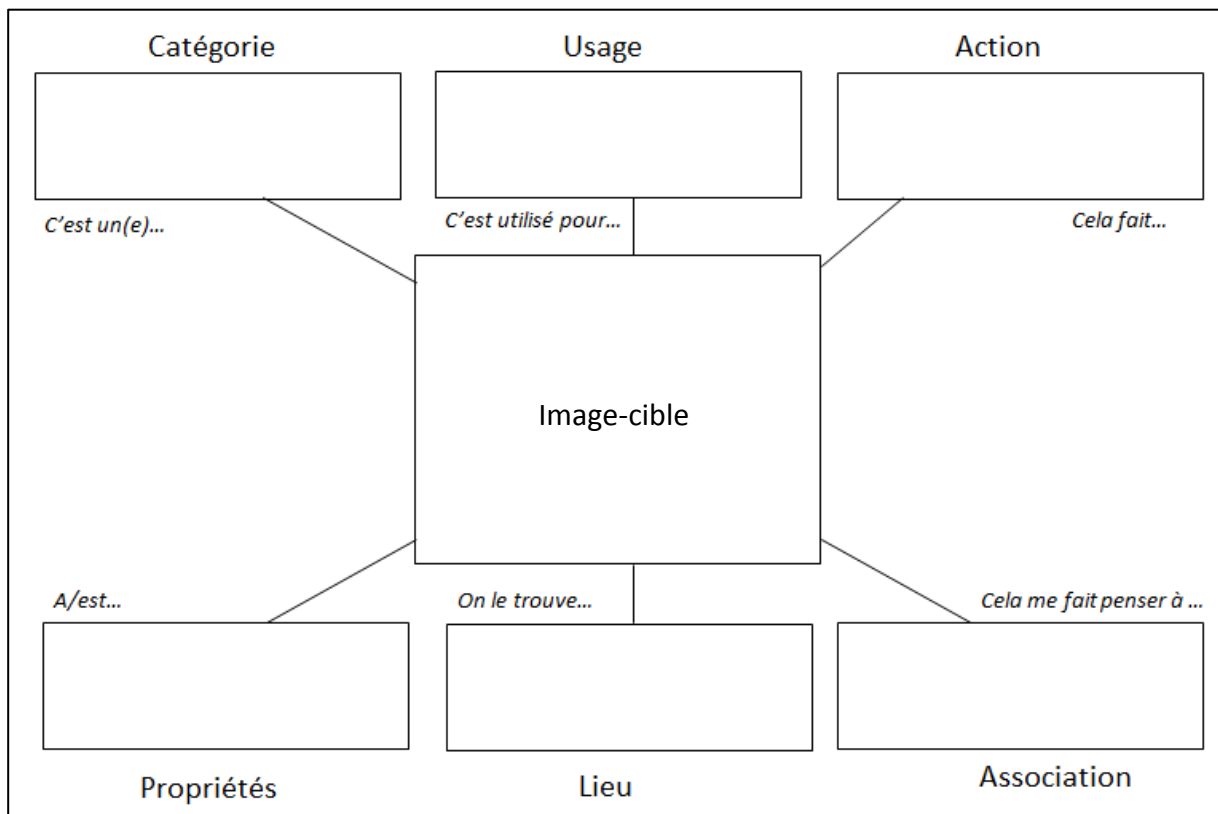 Catégorie
Usage
Action
C’est un(e)…
C’est utilisé pour…
Cela fait…
Image-cible
A/est…
On le trouve…
Cela me fait penser à …
Propriétés
Lieu
Association